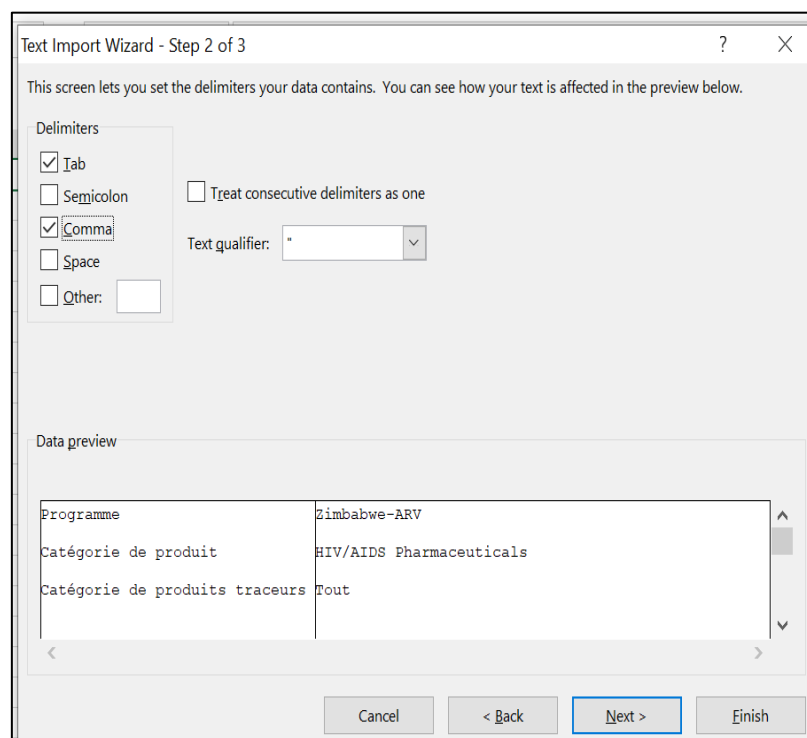 Text Import Wizard - Step 2 of 3
This screen lets you set the delimiters your data contains. You can see how your text is affected in the preview below.
Delimiters
Tab
Semicolon
Comma
Space
Other:
Treat consecutive delimiters as one
Text qualifier: "
Data preview
Programme Zimbabwe-ARV
Catégorie de produit HIV/AIDS Pharmaceuticals
Catégorie de produits traceurs Tout
Cancel < Back Next > Finish